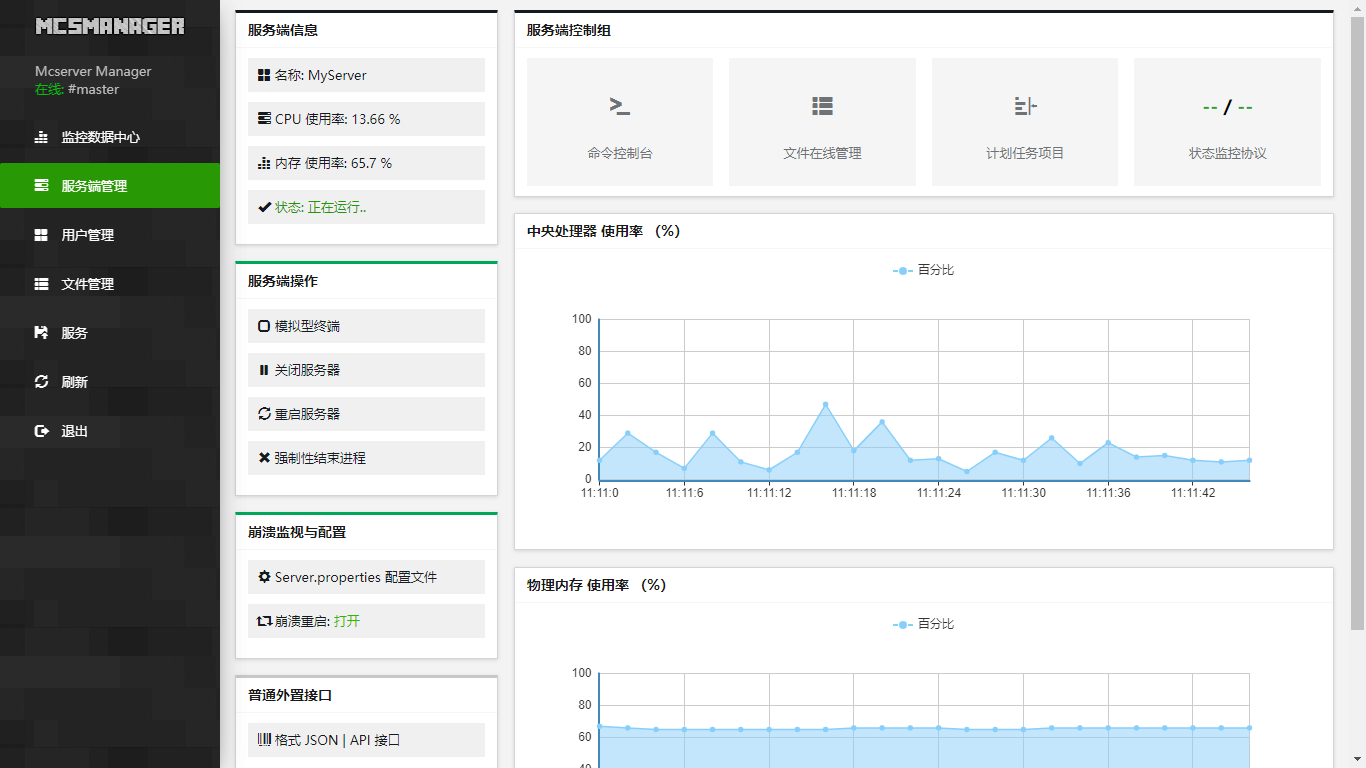 MCSMANAGER
Mcserver Manager
在线: #master
监控数据中心
服务端管理
用户管理
文件管理
服务
刷新
退出
服务端信息
名称: MyServer
CPU 使用率: 13.66 %
内存 使用率: 65.7 %
状态: 正在运行..
服务端操作
模拟型终端
关闭服务器
重启服务器
强制性结束进程
崩溃监视与配置
Server.properties 配置文件
崩溃重启: 打开
普通外置接口
格式 JSON | API 接口
服务端控制组
命令控制台
文件在线管理
计划任务项目
-- / --
状态监控协议
中央处理器 使用率 （%）
百分比
100
80
60
40
20
0
11:11:0 11:11:6 11:11:12 11:11:18 11:11:24 11:11:30 11:11:36 11:11:42
物理内存 使用率 （%）
百分比
100
80
60
40